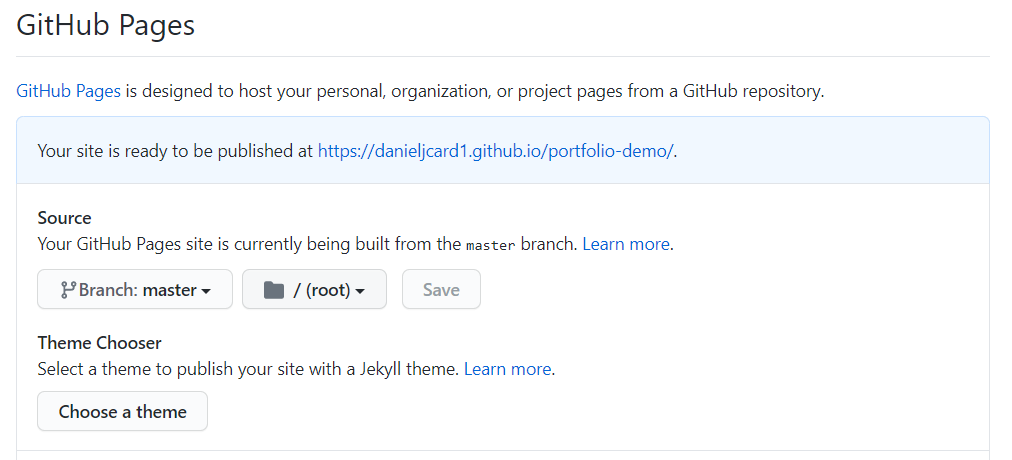 GitHub Pages
GitHub Pages is designed to host your personal, organization, or project pages from a GitHub repository.
Your site is ready to be published at https://danieljcard1.github.io/portfolio-demo/.
Source
Your GitHub Pages site is currently being built from the master branch. Learn more.
Branch: master / (root) Save
Theme Chooser
Select a theme to publish your site with a Jekyll theme. Learn more.
Choose a theme